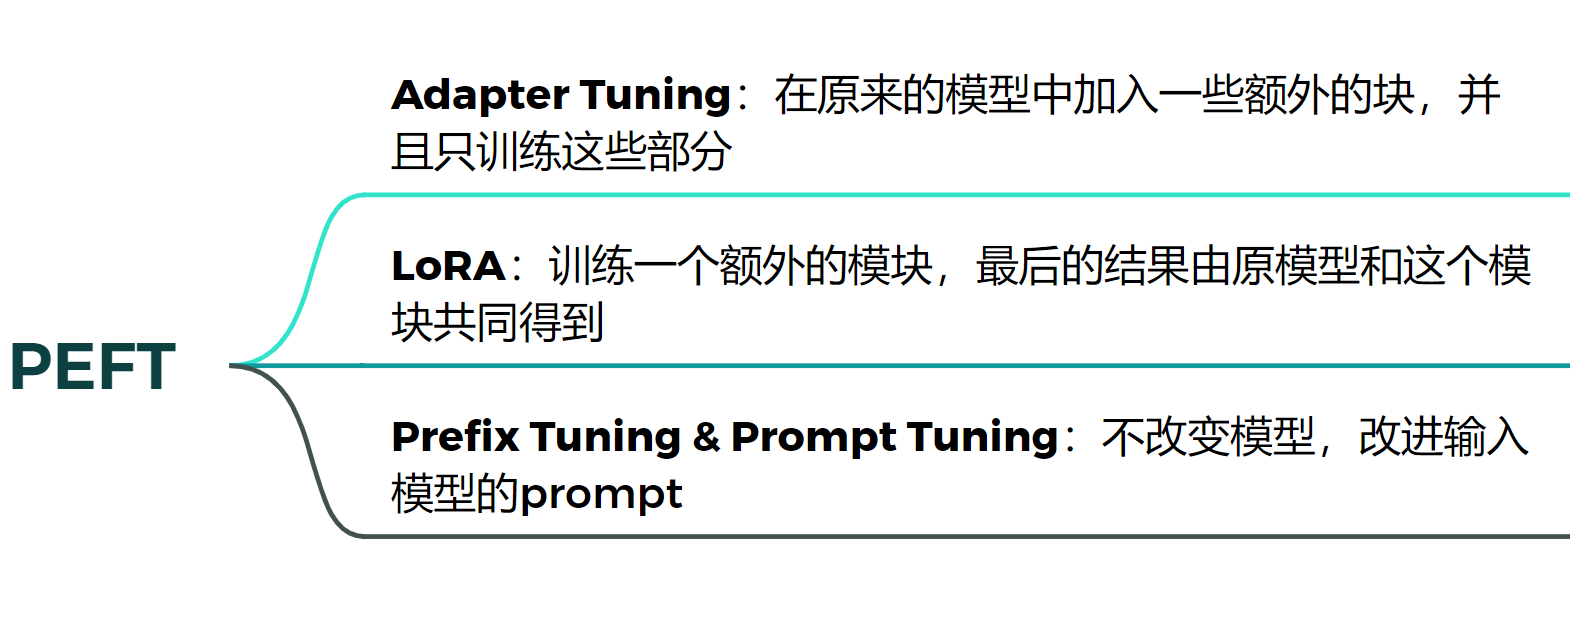 Adapter Tuning：在原来的模型中加入一些额外的块，并
且只训练这些部分
LoRA：训练一个额外的模块，最后的结果由原模型和这个模
块共同得到
PEFT
Prefix Tuning & Prompt Tuning：不改变模型，改进输入
模型的prompt